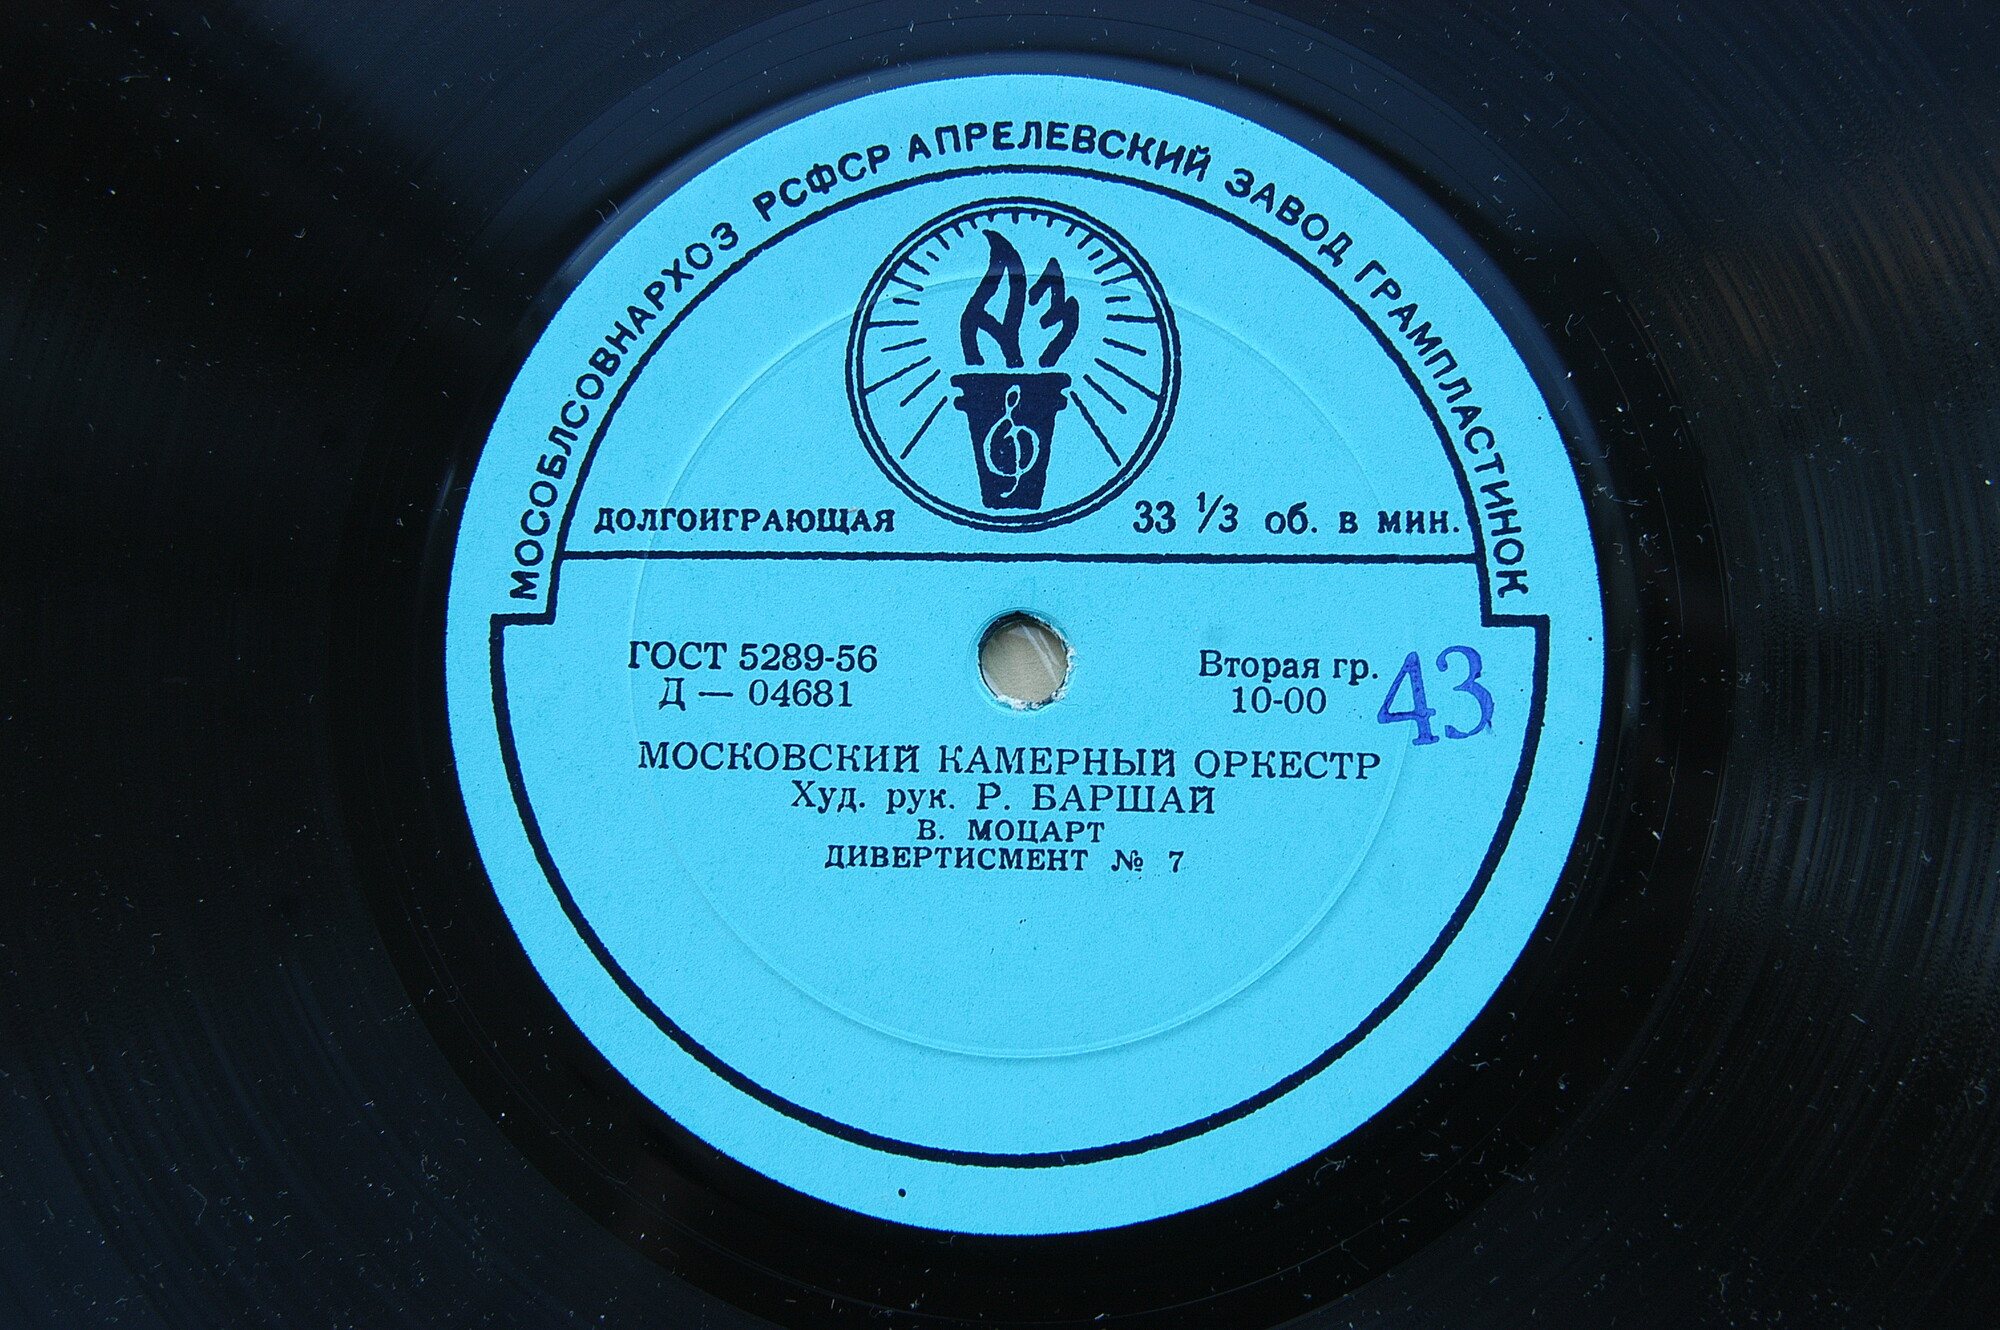 МОСОБЛСОВНАРХОЗ РСФСР АПРЕЛЕВСКИЙ ЗАВОД ГРАМПЛАСТИНОК
АЗ
ДОЛГОИГРАЮЩАЯ 33 1/3 об. в мин.
ГОСТ 5289-56 Вторая гр.
Д — 04681 10-00
43
МОСКОВСКИЙ КАМЕРНЫЙ ОРКЕСТР
Худ. рук. Р. БАРШАЙ
В. МОЦАРТ
ДИВЕРТИСМЕНТ № 7